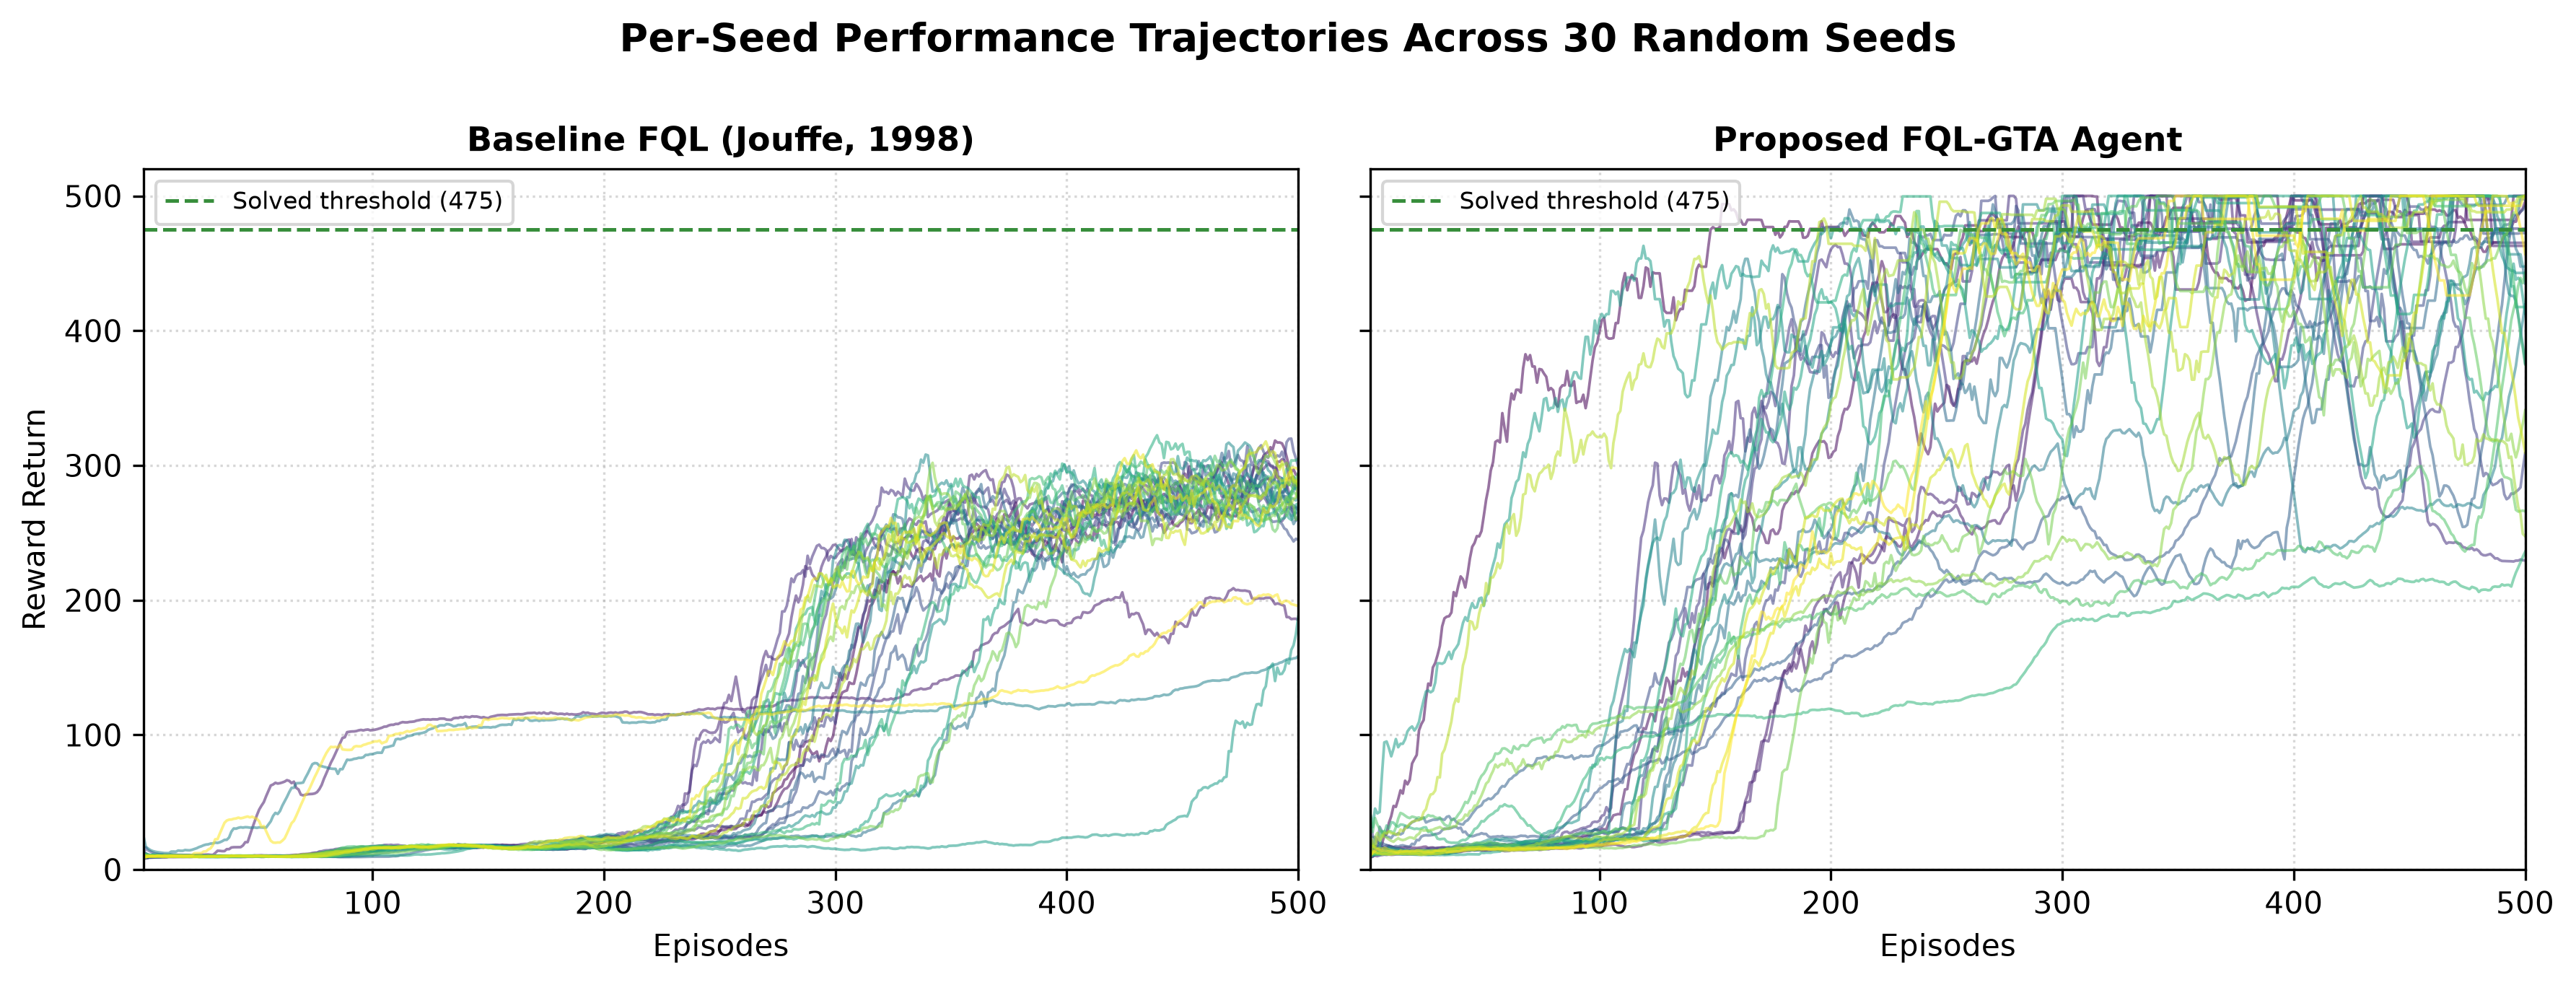 Per-Seed Performance Trajectories Across 30 Random Seeds
Baseline FQL (Jouffe, 1998)
Solved threshold (475)
Reward Return
500
400
300
200
100
0
100 200 300 400 500
Episodes
Proposed FQL-GTA Agent
Solved threshold (475)
100 200 300 400 500
Episodes